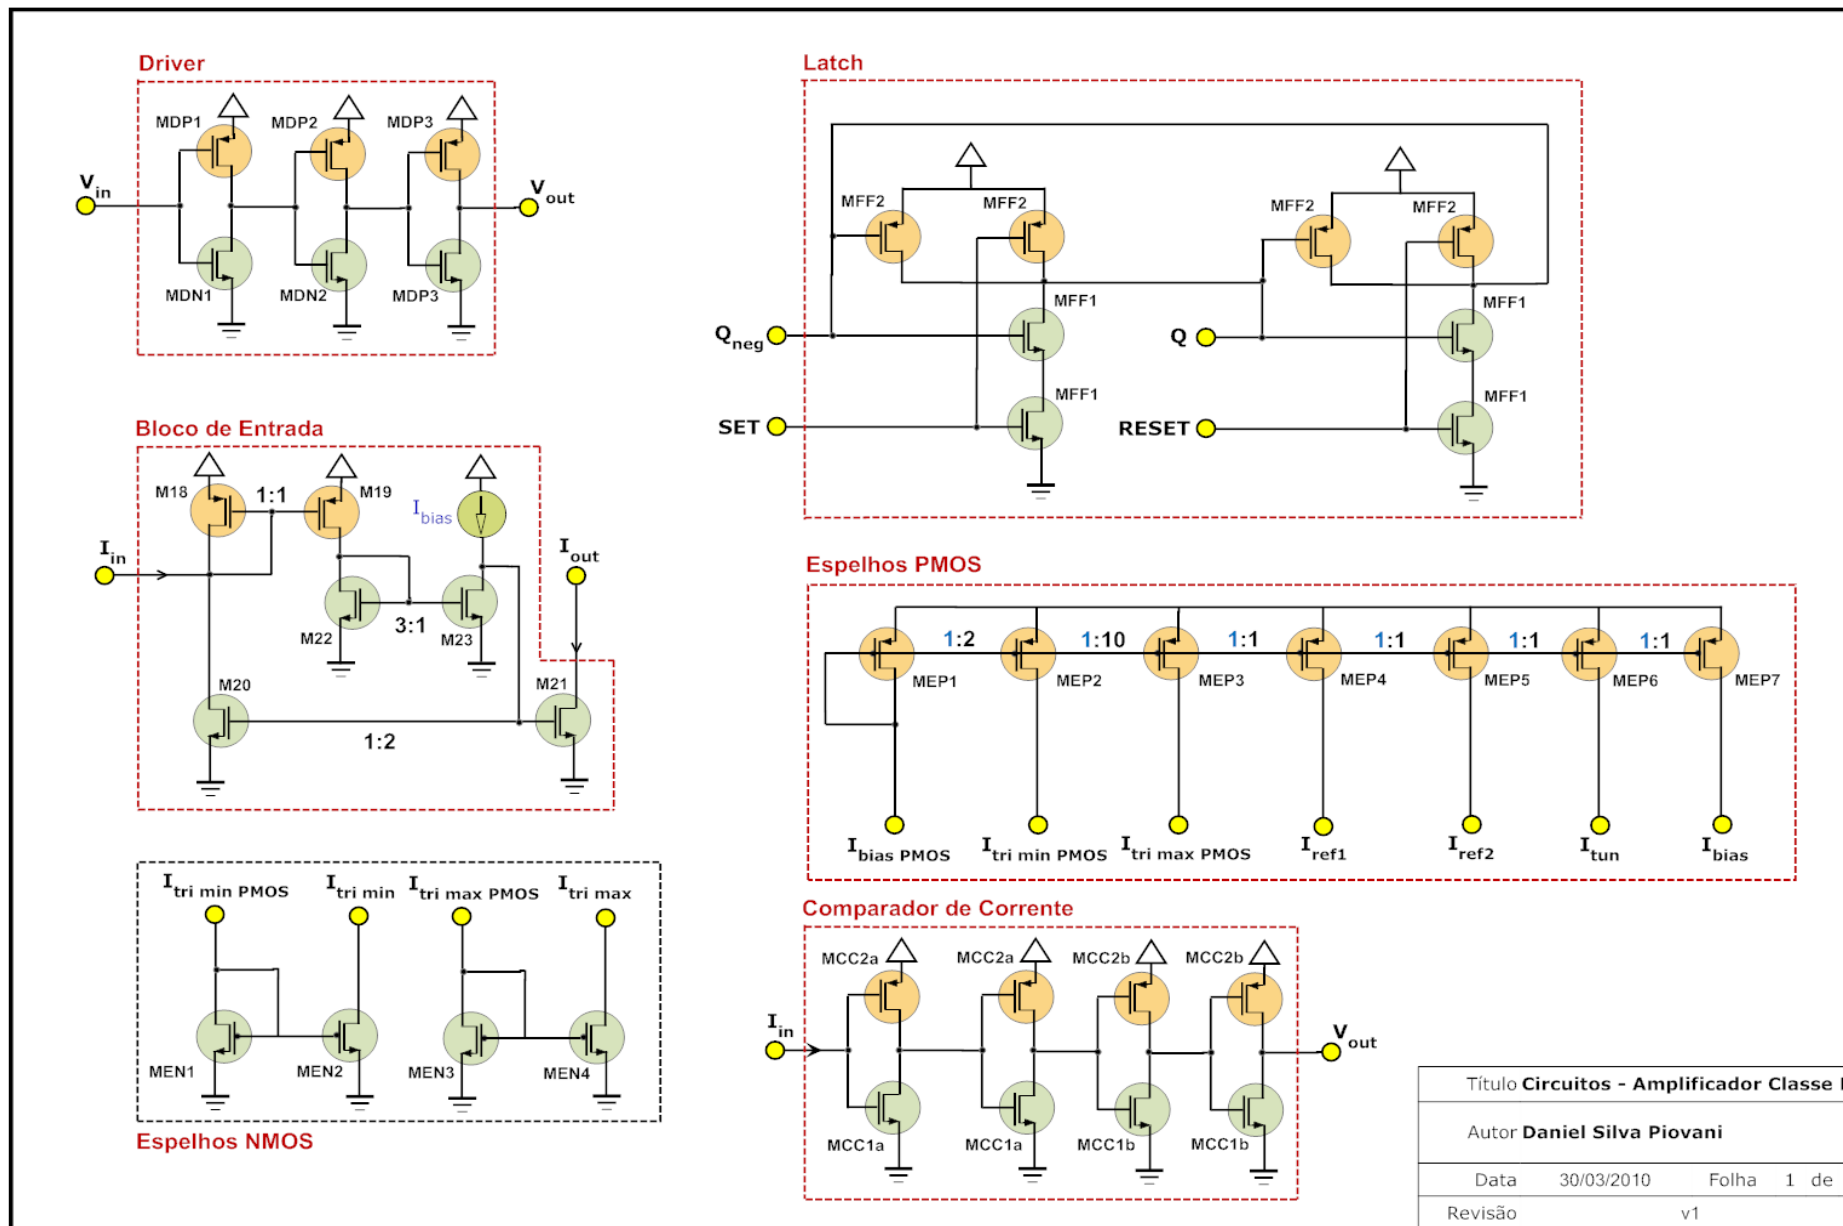 Driver
MDP1
MDP2
MDP3
Vin
Vout
MDN1
MDN2
MDP3
Latch
MFF2
MFF2
MFF2
MFF2
MFF1
MFF1
Qneg
Q
MFF1
MFF1
SET
RESET
Bloco de Entrada
M18
1:1
M19
Ibias
Iin
Iout
M22
3:1
M23
M20
M21
1:2
Espelhos PMOS
1:2
1:10
1:1
1:1
1:1
1:1
MEP1
MEP2
MEP3
MEP4
MEP5
MEP6
MEP7
Ibias PMOS
Itri min PMOS
Itri max PMOS
Iref1
Iref2
Itun
Ibias
Itri min PMOS
Itri min
Itri max PMOS
Itri max
MEN1
MEN2
MEN3
MEN4
Espelhos NMOS
Comparador de Corrente
MCC2a
MCC2a
MCC2b
MCC2b
Iin
Vout
MCC1a
MCC1a
MCC1b
MCC1b
Título Circuitos - Amplificador Classe
Autor Daniel Silva Piovani
Data 30/03/2010 Folha 1 de
Revisão v1